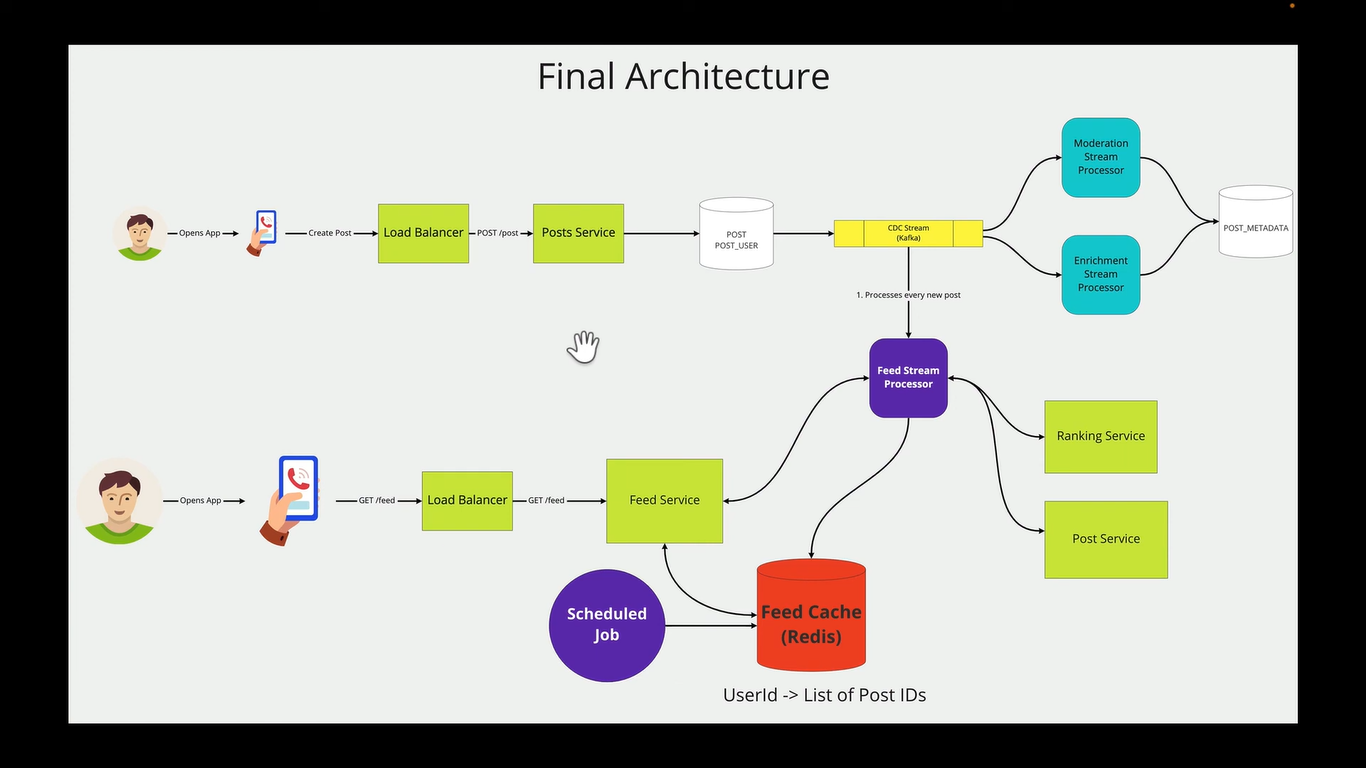 Final Architecture
Opens App
Create Post
Load Balancer
POST /post
Posts Service
POST
POST_USER
CDC Stream
(Kafka)
Moderation
Stream
Processor
Enrichment
Stream
Processor
POST_METADATA
1. Processes every new post
Feed Stream
Processor
Ranking Service
Post Service
Opens App
GET /feed
Load Balancer
GET /feed
Feed Service
Scheduled
Job
Feed Cache
(Redis)
UserId -> List of Post IDs